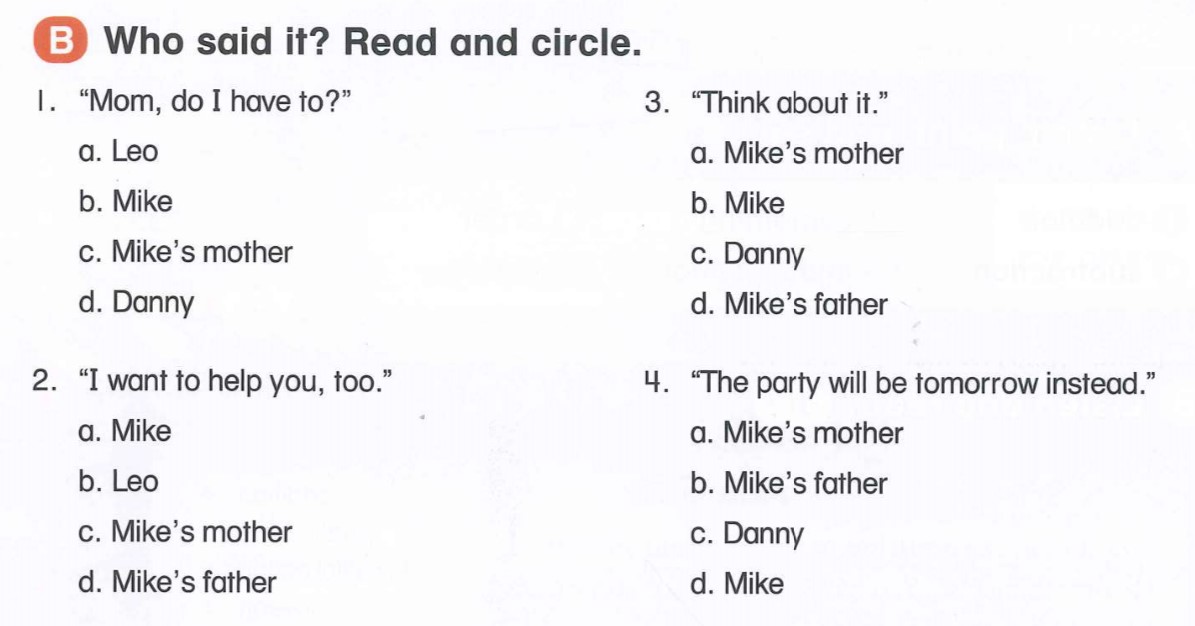 B Who said it? Read and circle.
1. “Mom, do I have to?”
a. Leo
b. Mike
c. Mike’s mother
d. Danny
2. “I want to help you, too.”
a. Mike
b. Leo
c. Mike’s mother
d. Mike’s father
3. “Think about it.”
a. Mike’s mother
b. Mike
c. Danny
d. Mike’s father
4. “The party will be tomorrow instead.”
a. Mike’s mother
b. Mike’s father
c. Danny
d. Mike